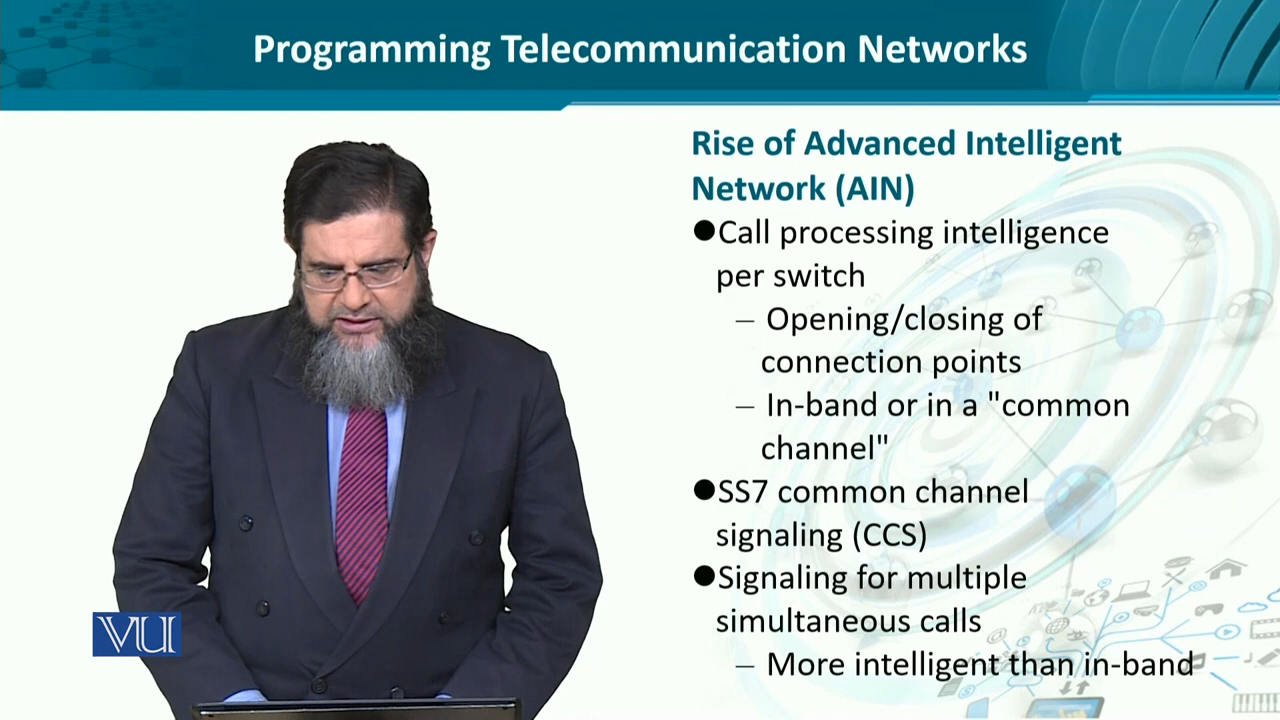 Programming Telecommunication Networks
Rise of Advanced Intelligent
Network (AIN)
●Call processing intelligence
per switch
– Opening/closing of
connection points
– In-band or in a "common
channel"
●SS7 common channel
signaling (CCS)
●Signaling for multiple
simultaneous calls
– More intelligent than in-band
VU